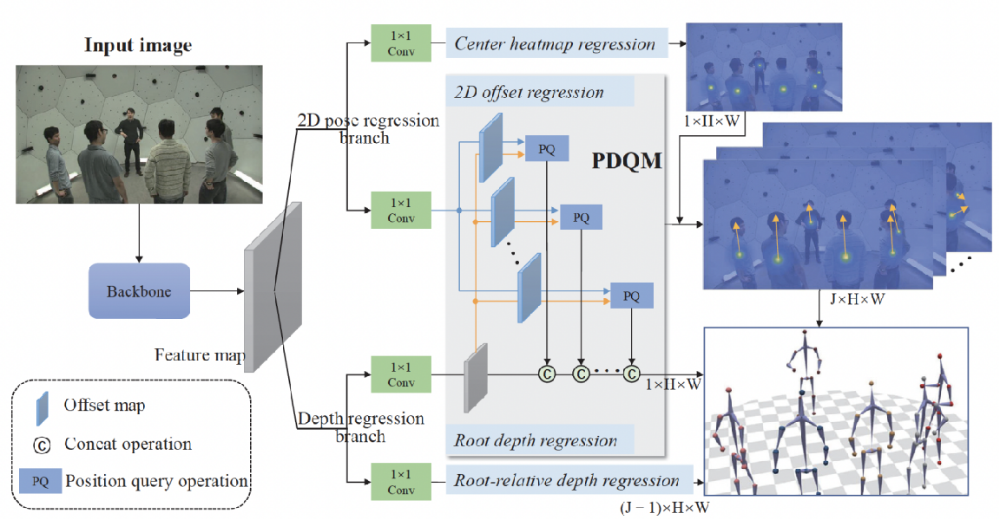 Input image
Backbone
Feature map
Offset map
C
Concat operation
PQ
Position query operation
2D pose regression
branch
Depth regression
branch
1×1
Conv
Center heatmap regression
1×1
Conv
1×1
Conv
1×1
Conv
Root-relative depth regression
(J − 1)×H×W
2D offset regression
PDQM
PQ
PQ
PQ
C
C
C
Root depth regression
1×H×W
1×H×W
J×H×W